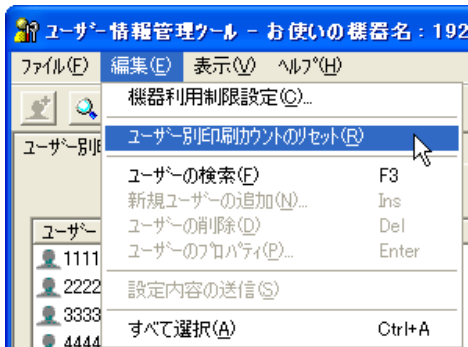 ユーザー情報管理ツール - お使いの機器名：192
ファイル(F) 編集(E) 表示(V) ヘルプ(H)
機器利用制限設定(C)...
ユーザー別印刷カウントのリセット(R)
ユーザー別印
ユーザーの検索(F) F3
新規ユーザーの追加(N)... Ins
ユーザー
ユーザーの削除(D) Del
1111
ユーザーのプロパティ(P)... Enter
2222
設定内容の送信(S)
3333
すべて選択(A) Ctrl+A
4444